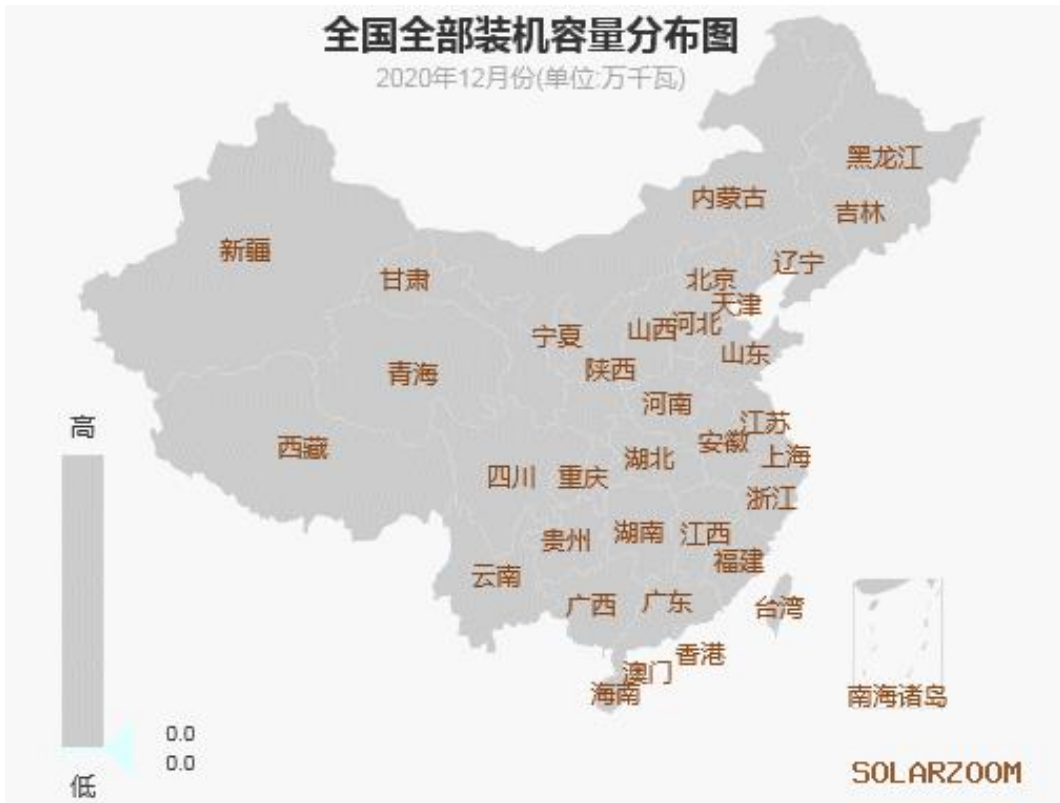 全国全部装机容量分布图
2020年12月份(单位:万千瓦)
黑龙江
内蒙古
吉林
新疆
辽宁
甘肃
北京
天津
宁夏
山西
河北
山东
陕西
青海
河南
江苏
高
安徽
西藏
湖北
上海
四川
重庆
浙江
湖南
江西
贵州
福建
云南
广西
广东
台湾
香港
澳门
海南
南海诸岛
0.0
0.0
低
SOLARZOOM